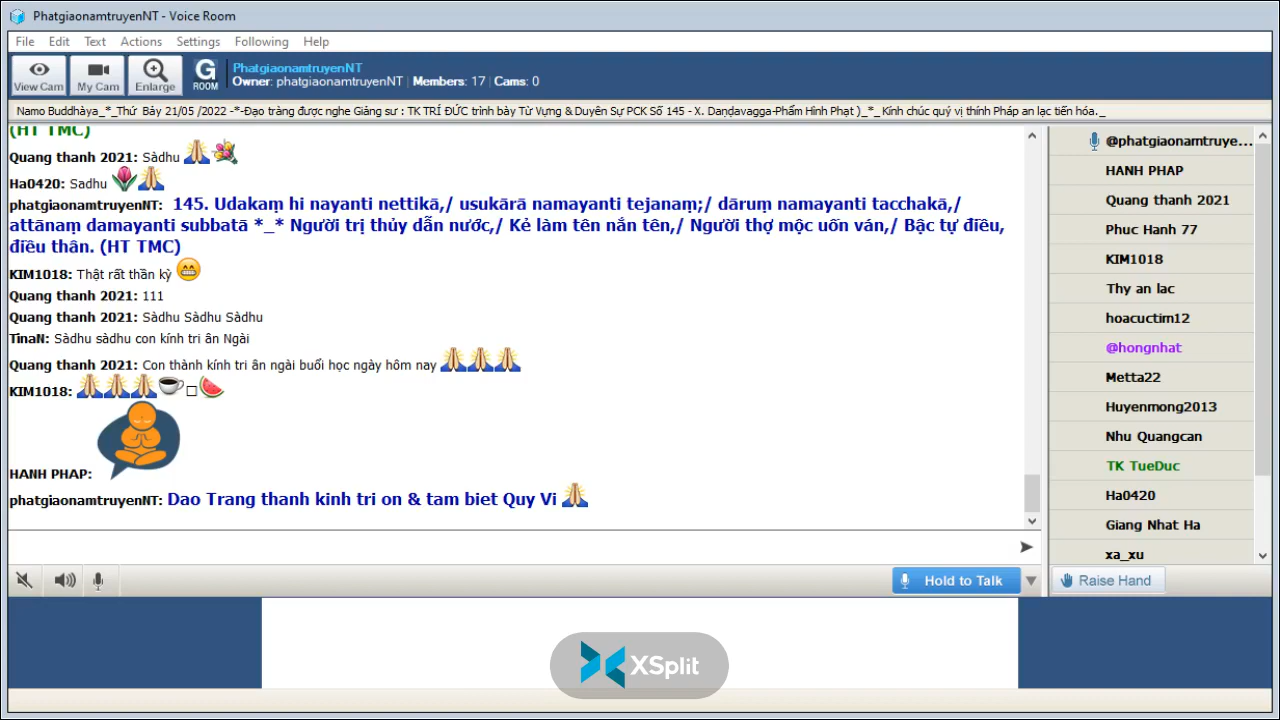 PhatgiaonamtruyenNT - Voice Room
File Edit Text Actions Settings Following Help
View Cam My Cam Enlarge G ROOM
PhatgiaonamtruyenNT
Owner: phatgiaonamtruyenNT | Members: 17 | Cams: 0
Namo Buddhàya_*_Thứ Bảy 21/05 /2022 -*-Đạo tràng được nghe Giảng sư : TK TRÍ ĐỨC trình bày Từ Vựng & Duyên Sự PCK Số 145 - X. Daṇḍavagga-Phẩm Hình Phạt )_*_Kính chúc quý vị thính Pháp an lạc tiến hóa._
(HT TMC)
Quang thanh 2021: Sàdhu
Ha0420: Sadhu
phatgiaonamtruyenNT: 145. Udakaṃ hi nayanti nettikā,/ usukārā namayanti tejanaṃ;/ dāruṃ namayanti tacchakā,/
attānaṃ damayanti subbatā *_* Người trị thủy dẫn nước,/ Kẻ làm tên nắn tên,/ Người thợ mộc uốn ván,/ Bậc tự điều,
điều thân. (HT TMC)
KIM1018: Thật rất thần kỳ
Quang thanh 2021: 111
Quang thanh 2021: Sàdhu Sàdhu Sàdhu
TinaN: Sàdhu sàdhu con kính tri ân Ngài
Quang thanh 2021: Con thành kính tri ân ngài buổi học ngày hôm nay
KIM1018:
HANH PHAP:
phatgiaonamtruyenNT: Dao Trang thanh kinh tri on & tam biet Quy Vi
@phatgiaonamtruye...
HANH PHAP
Quang thanh 2021
Phuc Hanh 77
KIM1018
Thy an lac
hoacuctim12
@hongnhat
Metta22
Huyenmong2013
Nhu Quangcan
TK TueDuc
Ha0420
Giang Nhat Ha
xa_xu
Hold to Talk
Raise Hand
XSplit